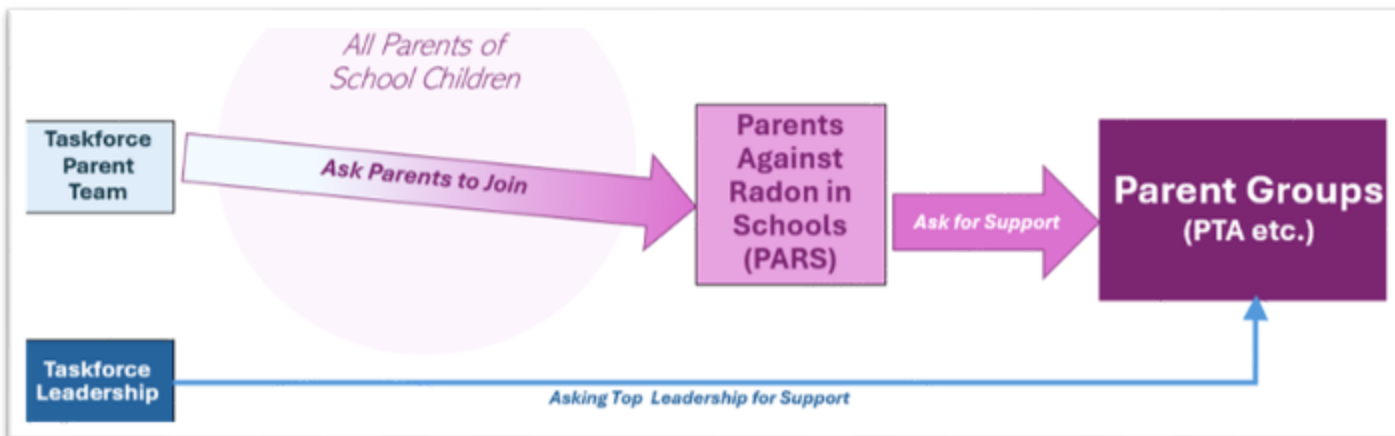 All Parents of
School Children
Taskforce
Parent
Team
Ask Parents to Join
Parents
Against
Radon in
Schools
(PARS)
Ask for Support
Parent Groups
(PTA etc.)
Taskforce
Leadership
Asking Top Leadership for Support